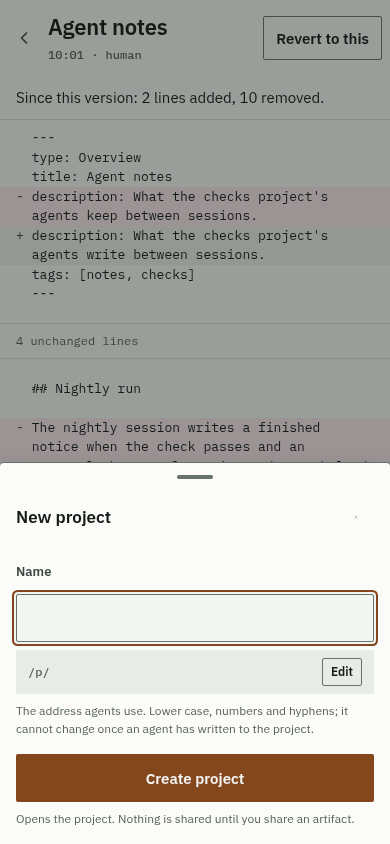 Agent notes
10:01 · human
Revert to this
Since this version: 2 lines added, 10 removed.
---
type: Overview
title: Agent notes
- description: What the checks project's
agents keep between sessions.
+ description: What the checks project's
agents write between sessions.
tags: [notes, checks]
---
4 unchanged lines
## Nightly run
- The nightly session writes a finished
notice when the check passes and an
New project
Name
/p/
Edit
The address agents use. Lower case, numbers and hyphens; it
cannot change once an agent has written to the project.
Create project
Opens the project. Nothing is shared until you share an artifact.